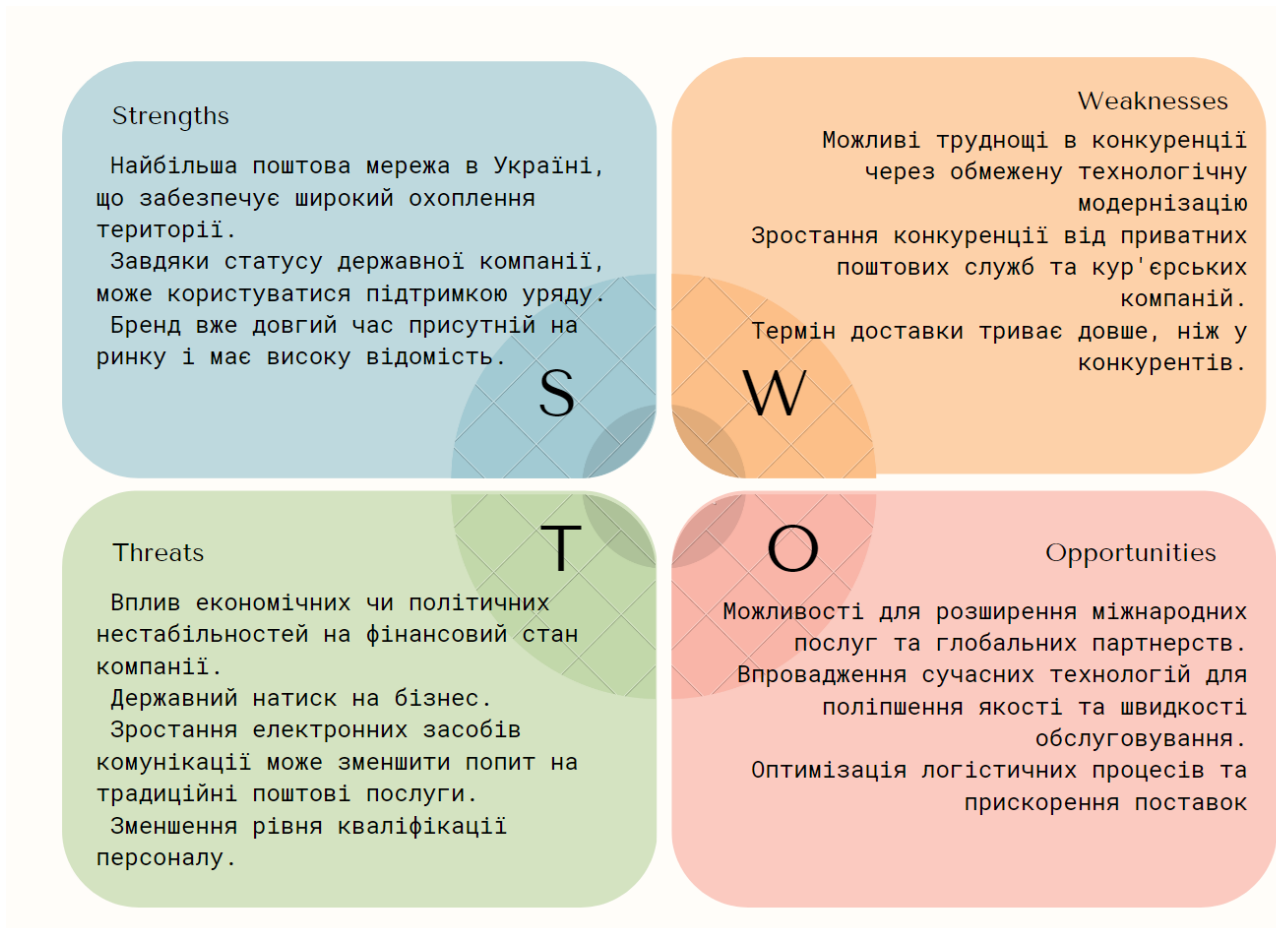 Strengths
Найбільша поштова мережа в Україні,
що забезпечує широкий охоплення
території.
Завдяки статусу державної компанії,
може користуватися підтримкою уряду.
Бренд вже довгий час присутній на
ринку і має високу відомість.
S
Weaknesses
Можливі труднощі в конкуренції
через обмежену технологічну
модернізацію
Зростання конкуренції від приватних
поштових служб та кур'єрських
компаній.
Термін доставки триває довше, ніж у
конкурентів.
W
T
Threats
Вплив економічних чи політичних
нестабільностей на фінансовий стан
компанії.
Державний натиск на бізнес.
Зростання електронних засобів
комунікації може зменшити попит на
традиційні поштові послуги.
Зменшення рівня кваліфікації
персоналу.
O
Opportunities
Можливості для розширення міжнародних
послуг та глобальних партнерств.
Впровадження сучасних технологій для
поліпшення якості та швидкості
обслуговування.
Оптимізація логістичних процесів та
прискорення поставок